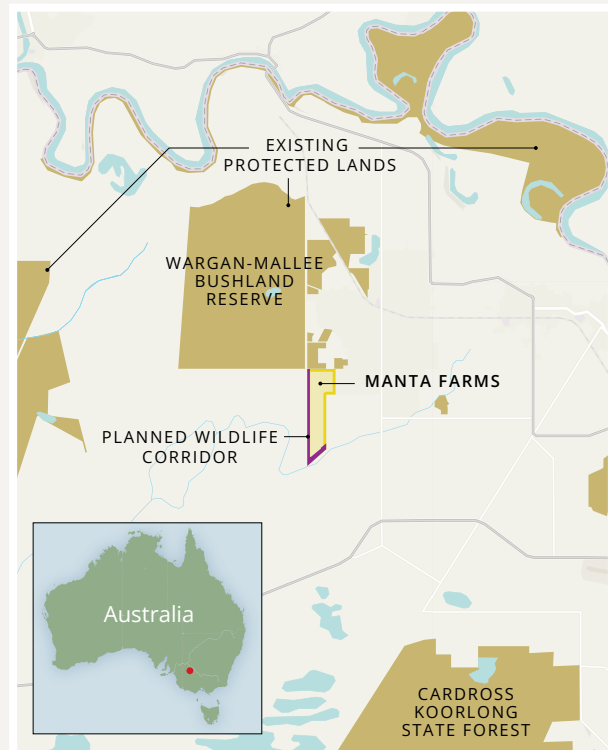 EXISTING
PROTECTED LANDS
WARGAN-MALLEE
BUSHLAND
RESERVE
MANTA FARMS
PLANNED WILDLIFE
CORRIDOR
Australia
CARDROSS
KOORLONG
STATE FOREST